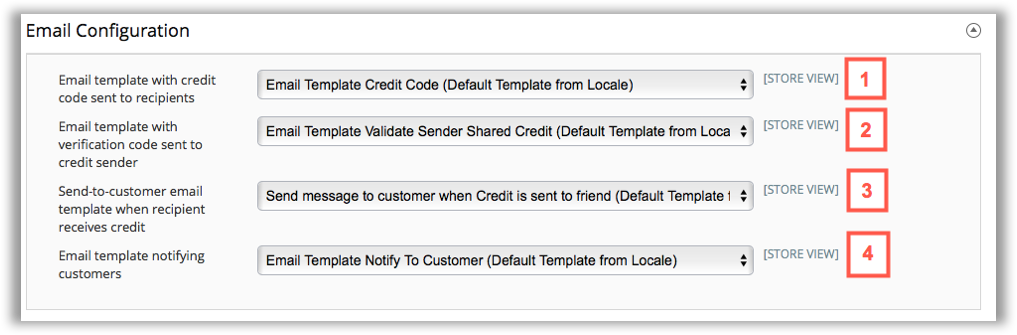 Email Configuration
Email template with credit
code sent to recipients
Email Template Credit Code (Default Template from Locale)
[STORE VIEW]
1
Email template with
verification code sent to
credit sender
Email Template Validate Sender Shared Credit (Default Template from Loca
[STORE VIEW]
2
Send-to-customer email
template when recipient
receives credit
Send message to customer when Credit is sent to friend (Default Template f
[STORE VIEW]
3
Email template notifying
customers
Email Template Notify To Customer (Default Template from Locale)
[STORE VIEW]
4